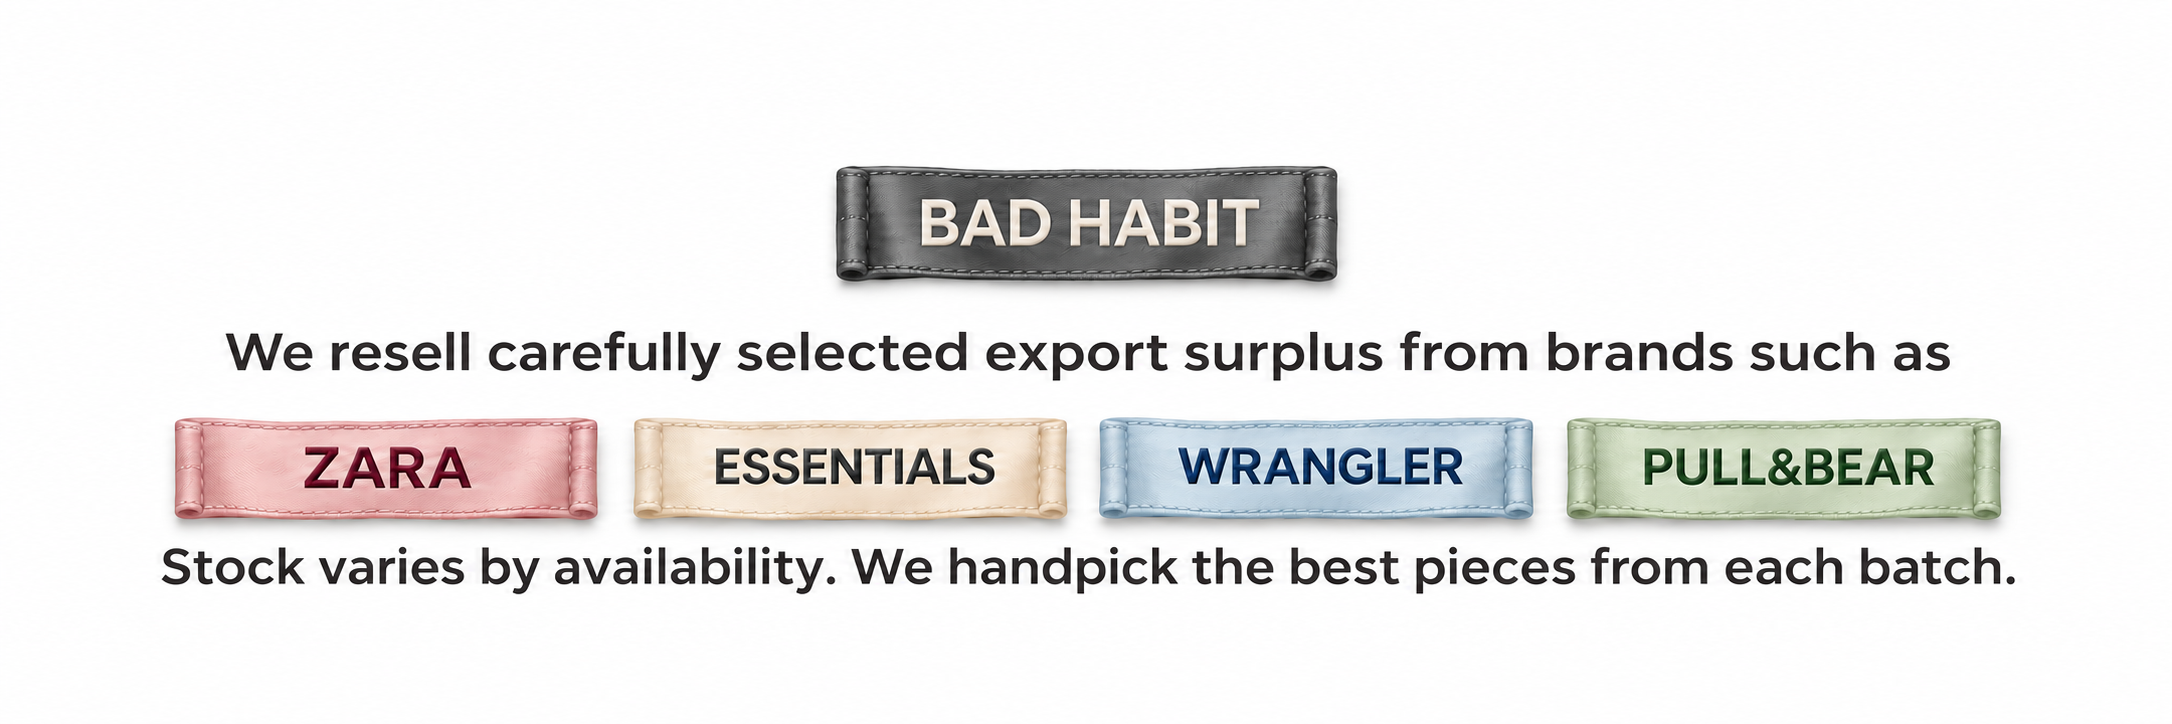 BAD HABIT
We resell carefully selected export surplus from brands such as
ZARA ESSENTIALS WRANGLER PULL&BEAR
Stock varies by availability. We handpick the best pieces from each batch.